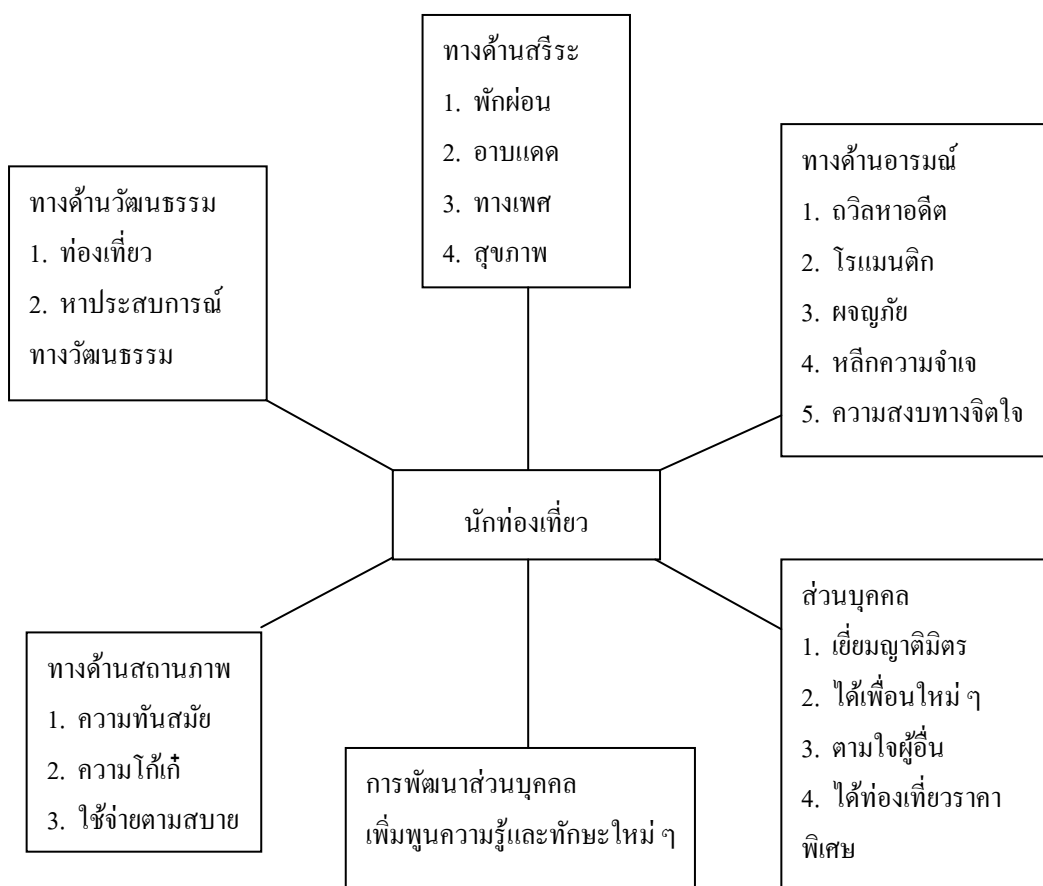 ทางด้านสรีระ
1. พักผ่อน
2. อาบแดด
3. ทางเพศ
4. สุขภาพ
ทางด้านอารมณ์
1. ถวิลหาอดีต
2. โรแมนติก
3. ผจญภัย
4. หลีกความจำเจ
5. ความสงบทางจิตใจ
ทางด้านวัฒนธรรม
1. ท่องเที่ยว
2. หาประสบการณ์
ทางวัฒนธรรม
นักท่องเที่ยว
ส่วนบุคคล
1. เยี่ยมญาติมิตร
2. ได้เพื่อนใหม่ ๆ
3. ตามใจผู้อื่น
4. ได้ท่องเที่ยวราคา
พิเศษ
ทางด้านสถานภาพ
1. ความทันสมัย
2. ความโก้เก๋
3. ใช้จ่ายตามสบาย
การพัฒนาส่วนบุคคล
เพิ่มพูนความรู้และทักษะใหม่ ๆ